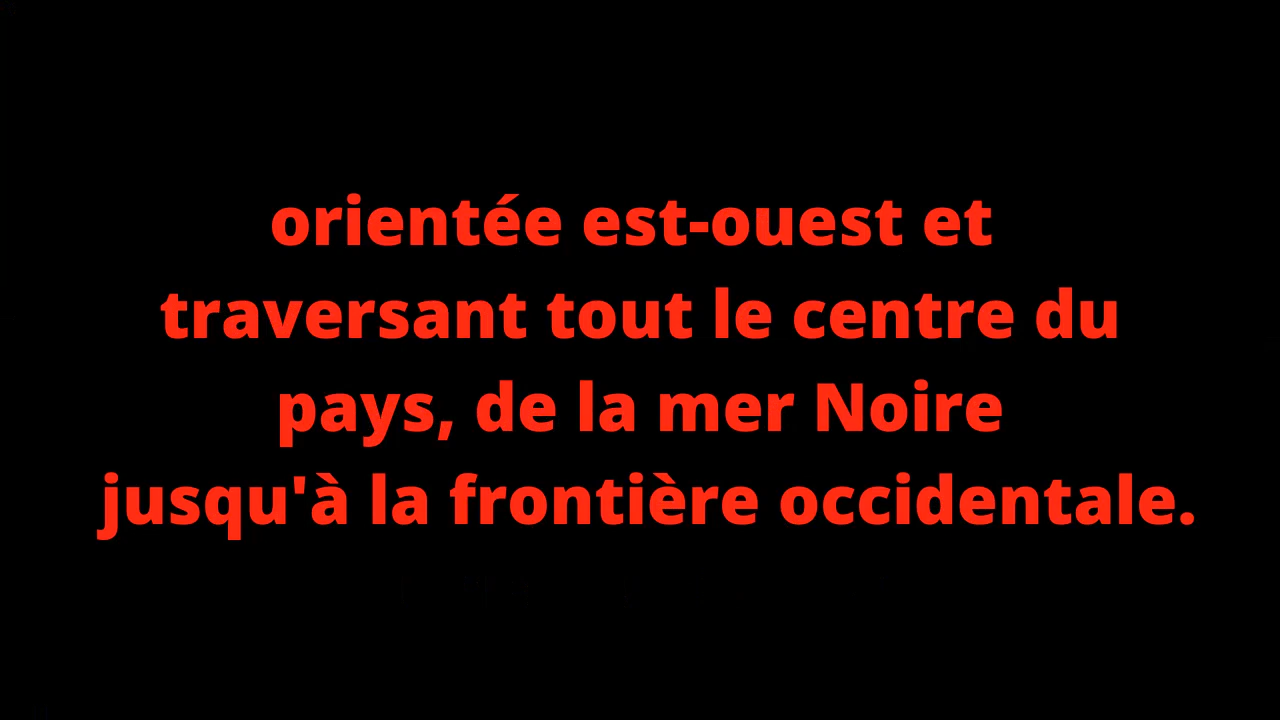 orientée est-ouest et
traversant tout le centre du
pays, de la mer Noire
jusqu'à la frontière occidentale.